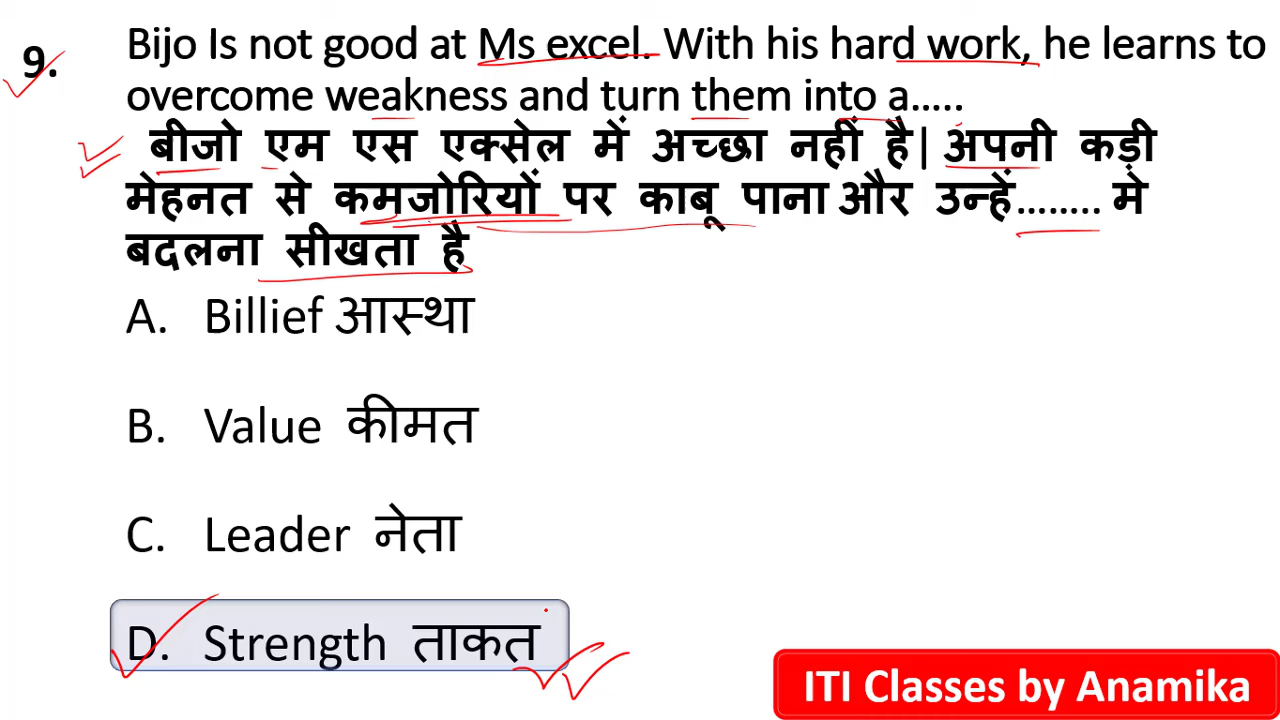 9.
Bijo Is not good at Ms excel. With his hard work, he learns to
overcome weakness and turn them into a.....
बीजो एम एस एक्सेल में अच्छा नहीं है| अपनी कड़ी
मेहनत से कमजोरियों पर काबू पाना और उन्हें........ मे
बदलना सीखता है
A. Billief आस्था
B. Value कीमत
C. Leader नेता
D. Strength ताकत
ITI Classes by Anamika